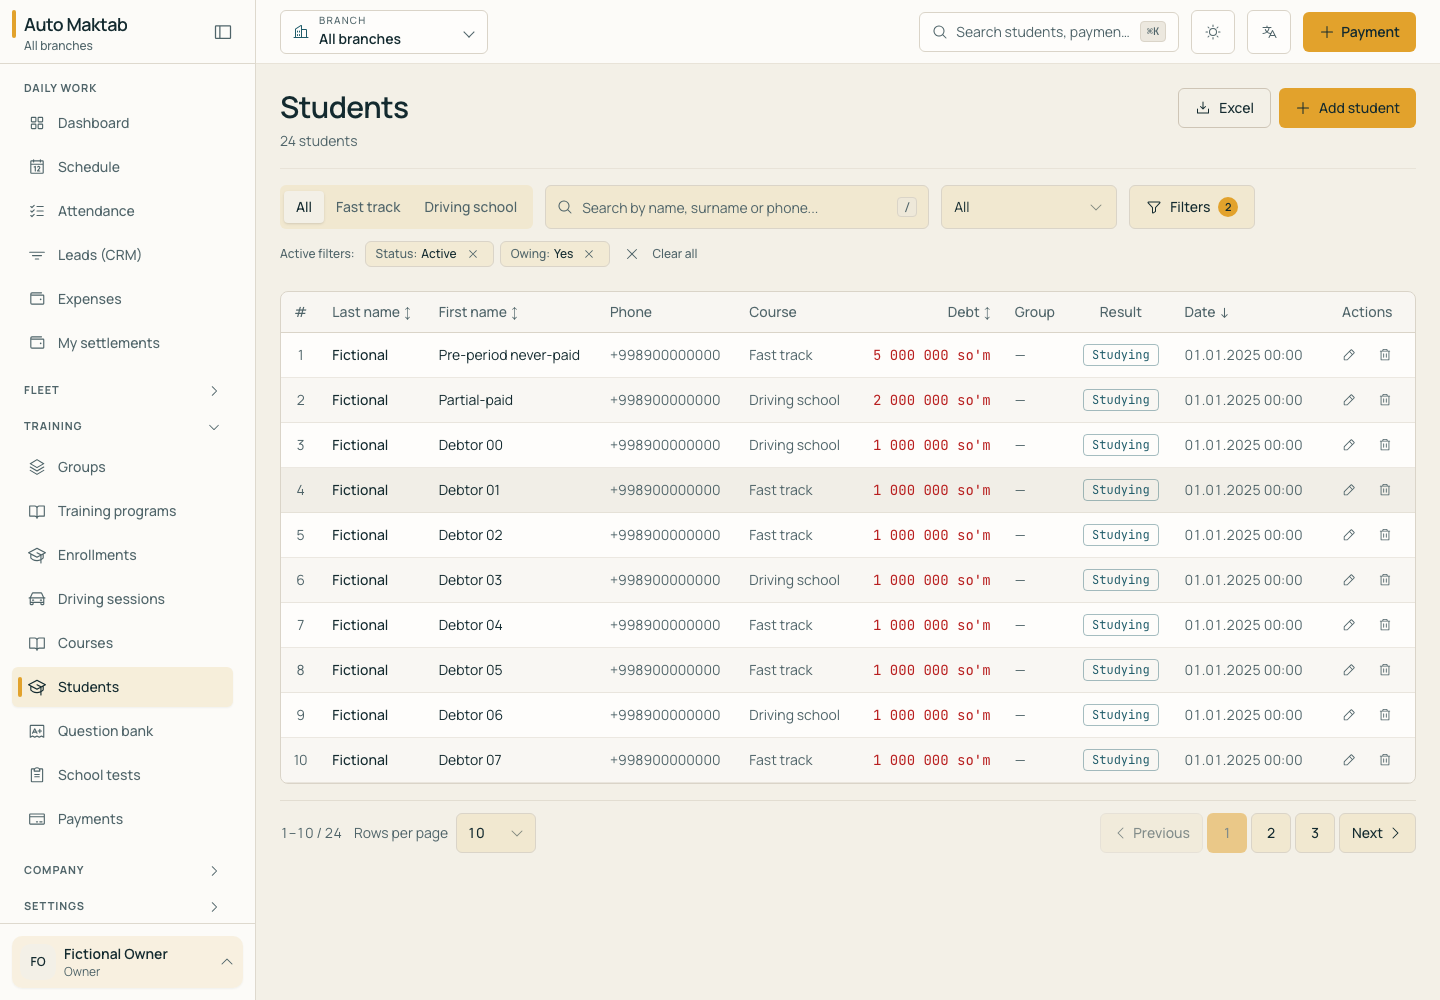 Auto Maktab
All branches
BRANCH
All branches
Search students, paymen...
⌘K
Payment
DAILY WORK
Dashboard
Schedule
Attendance
Leads (CRM)
Expenses
My settlements
FLEET
TRAINING
Groups
Training programs
Enrollments
Driving sessions
Courses
Students
Question bank
School tests
Payments
COMPANY
SETTINGS
FO
Fictional Owner
Owner
Students
24 students
Excel
Add student
All Fast track Driving school
Search by name, surname or phone... /
All
Filters 2
Active filters: Status: Active Owing: Yes Clear all
# Last name First name Phone Course Debt Group Result Date Actions
1 Fictional Pre-period never-paid +998900000000 Fast track 5 000 000 so'm — Studying 01.01.2025 00:00
2 Fictional Partial-paid +998900000000 Driving school 2 000 000 so'm — Studying 01.01.2025 00:00
3 Fictional Debtor 00 +998900000000 Driving school 1 000 000 so'm — Studying 01.01.2025 00:00
4 Fictional Debtor 01 +998900000000 Fast track 1 000 000 so'm — Studying 01.01.2025 00:00
5 Fictional Debtor 02 +998900000000 Fast track 1 000 000 so'm — Studying 01.01.2025 00:00
6 Fictional Debtor 03 +998900000000 Driving school 1 000 000 so'm — Studying 01.01.2025 00:00
7 Fictional Debtor 04 +998900000000 Fast track 1 000 000 so'm — Studying 01.01.2025 00:00
8 Fictional Debtor 05 +998900000000 Fast track 1 000 000 so'm — Studying 01.01.2025 00:00
9 Fictional Debtor 06 +998900000000 Driving school 1 000 000 so'm — Studying 01.01.2025 00:00
10 Fictional Debtor 07 +998900000000 Fast track 1 000 000 so'm — Studying 01.01.2025 00:00
1–10 / 24 Rows per page 10
Previous 1 2 3 Next